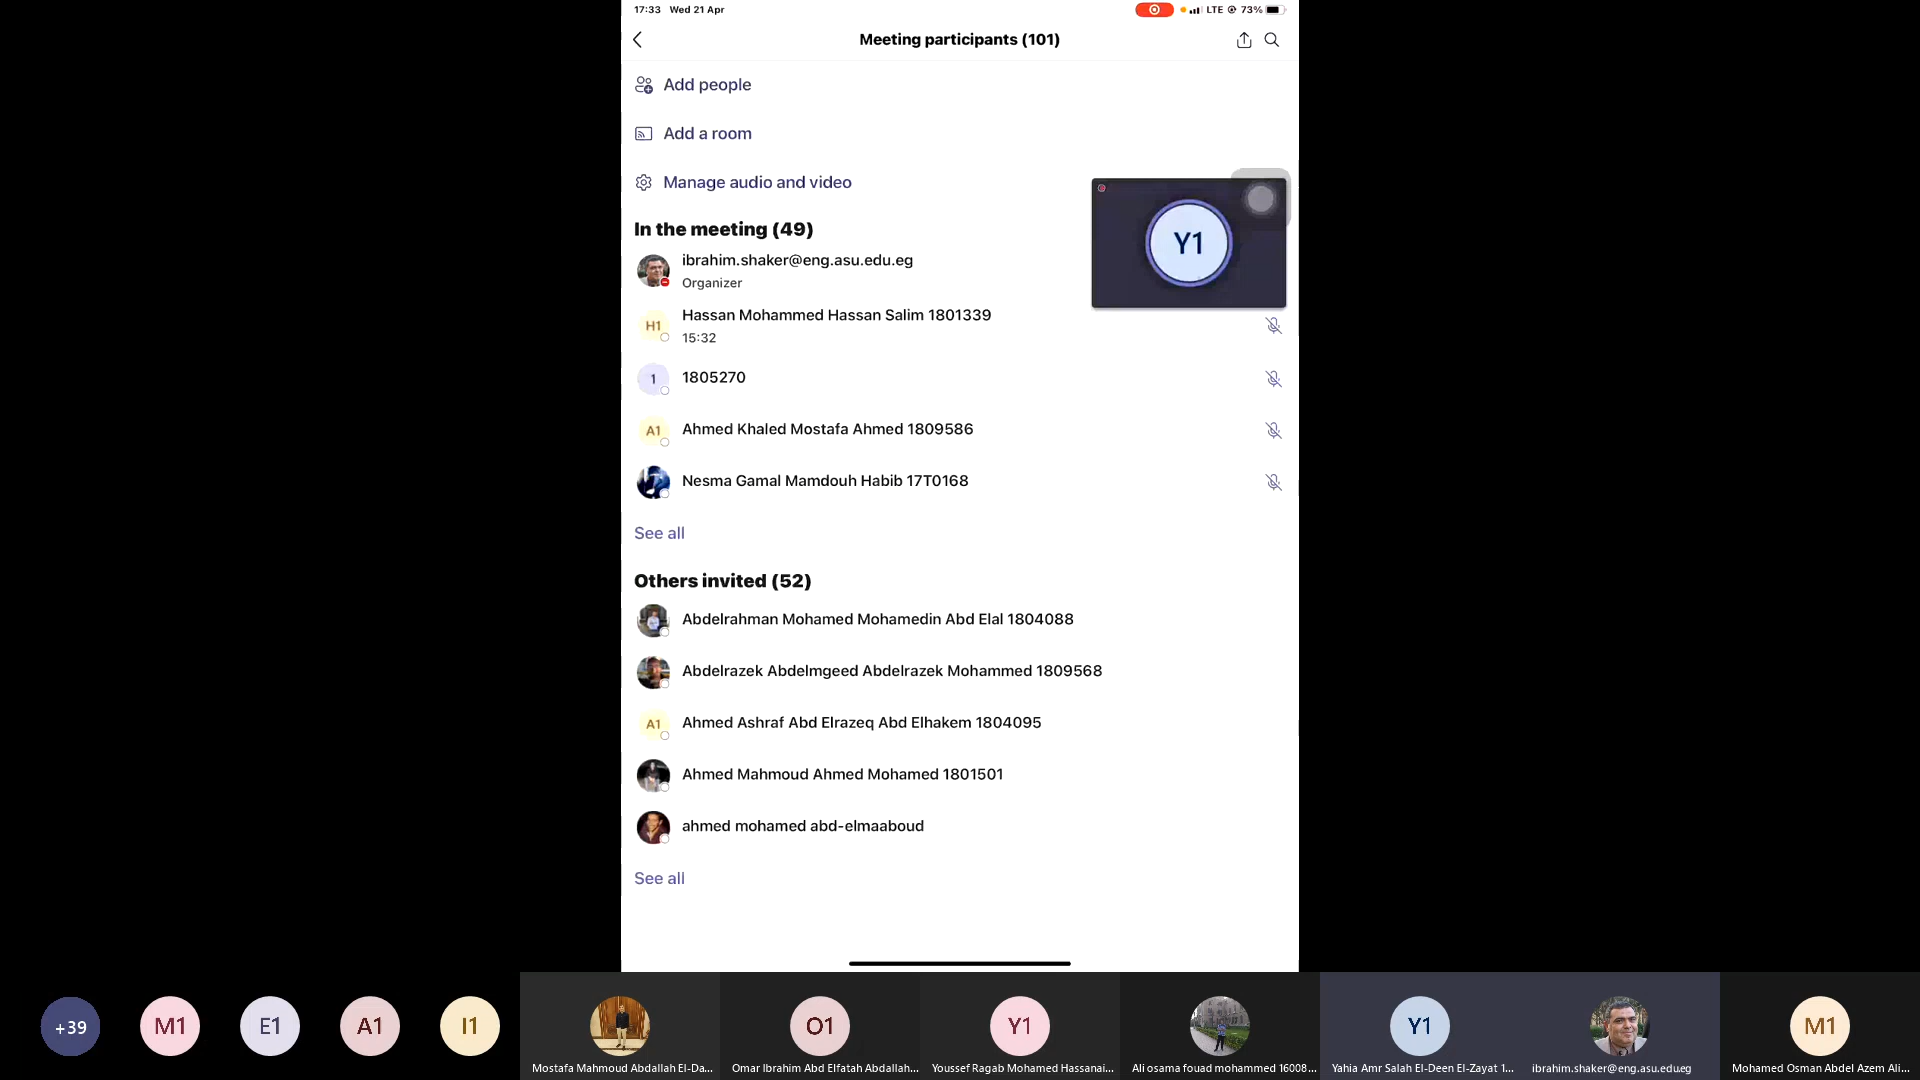 17:33 Wed 21 Apr
LTE 73%
Meeting participants (101)
Add people
Add a room
Manage audio and video
In the meeting (49)
Y1
ibrahim.shaker@eng.asu.edu.eg
Organizer
H1
Hassan Mohammed Hassan Salim 1801339
15:32
1
1805270
A1
Ahmed Khaled Mostafa Ahmed 1809586
Nesma Gamal Mamdouh Habib 17T0168
See all
Others invited (52)
Abdelrahman Mohamed Mohamedin Abd Elal 1804088
Abdelrazek Abdelmgeed Abdelrazek Mohammed 1809568
A1
Ahmed Ashraf Abd Elrazeq Abd Elhakem 1804095
Ahmed Mahmoud Ahmed Mohamed 1801501
ahmed mohamed abd-elmaaboud
See all
+39 M1 E1 A1 I1 O1 Y1 Y1 M1
Mostafa Mahmoud Abdallah El-Da...
Omar Ibrahim Abd Elfatah Abdallah...
Youssef Ragab Mohamed Hassanai...
Ali osama fouad mohammed 16008...
Yahia Amr Salah El-Deen El-Zayat 1...
ibrahim.shaker@eng.asu.edu.eg
Mohamed Osman Abdel Azem Ali...